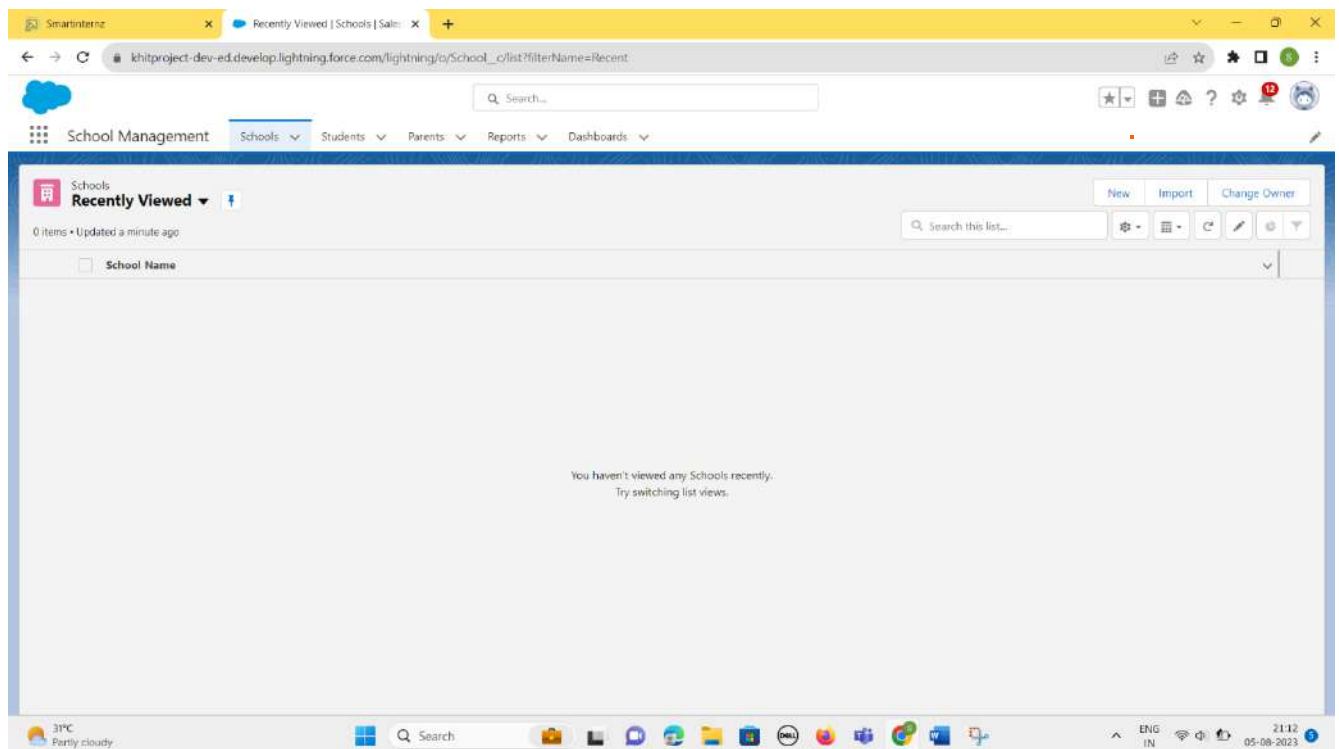 Smartinternz
Recently Viewed | Schools | Sale
khitproject-dev-ed.develop.lightning.force.com/lightning/o/School__c/list?filterName=Recent
Search...
12
School Management Schools Students Parents Reports Dashboards
Schools
Recently Viewed
New Import Change Owner
0 items • Updated a minute ago
Search this list...
School Name
You haven't viewed any Schools recently.
Try switching list views.
31°C
Partly cloudy
Search
DELL
ENG
IN
21:12
05-08-2023